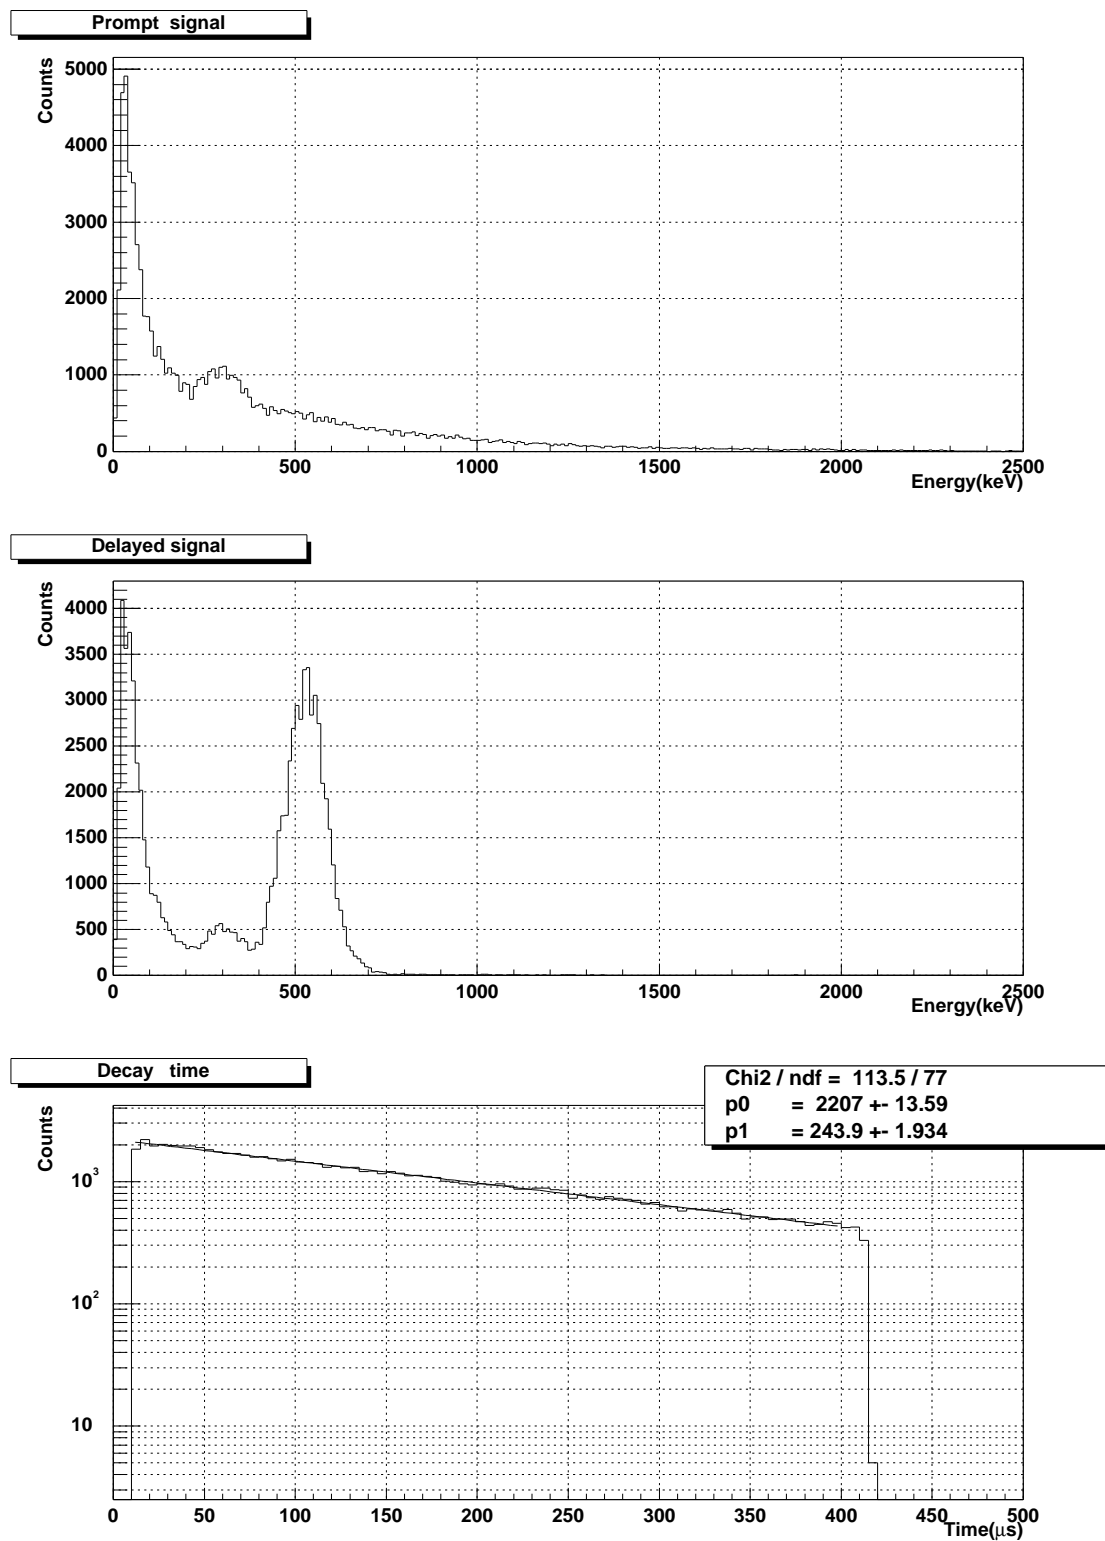 Prompt signal
Counts
5000
4000
3000
2000
1000
0
0 500 1000 1500 2000 2500
Energy(keV)
Delayed signal
Counts
4000
3500
3000
2500
2000
1500
1000
500
0
0 500 1000 1500 2000 2500
Energy(keV)
Decay time
Chi2 / ndf = 113.5 / 77
p0 = 2207 +- 13.59
p1 = 243.9 +- 1.934
Counts
10³
10²
10
0 50 100 150 200 250 300 350 400 450 500
Time(μs)